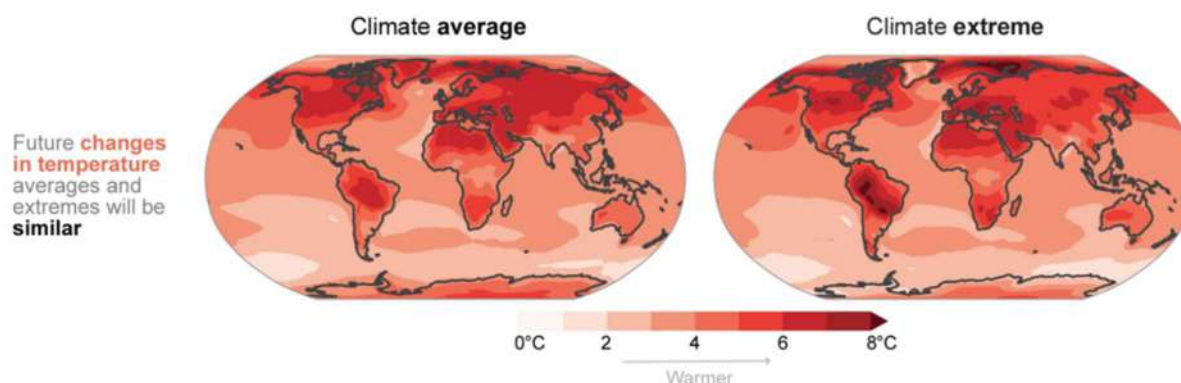 Climate average
Climate extreme
Future changes
in temperature
averages and
extremes will be
similar
0°C 2 4 6 8°C
Warmer